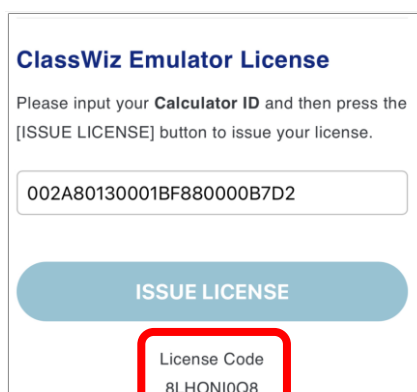 ClassWiz Emulator License
Please input your Calculator ID and then press the
[ISSUE LICENSE] button to issue your license.
002A80130001BF880000B7D2
ISSUE LICENSE
License Code